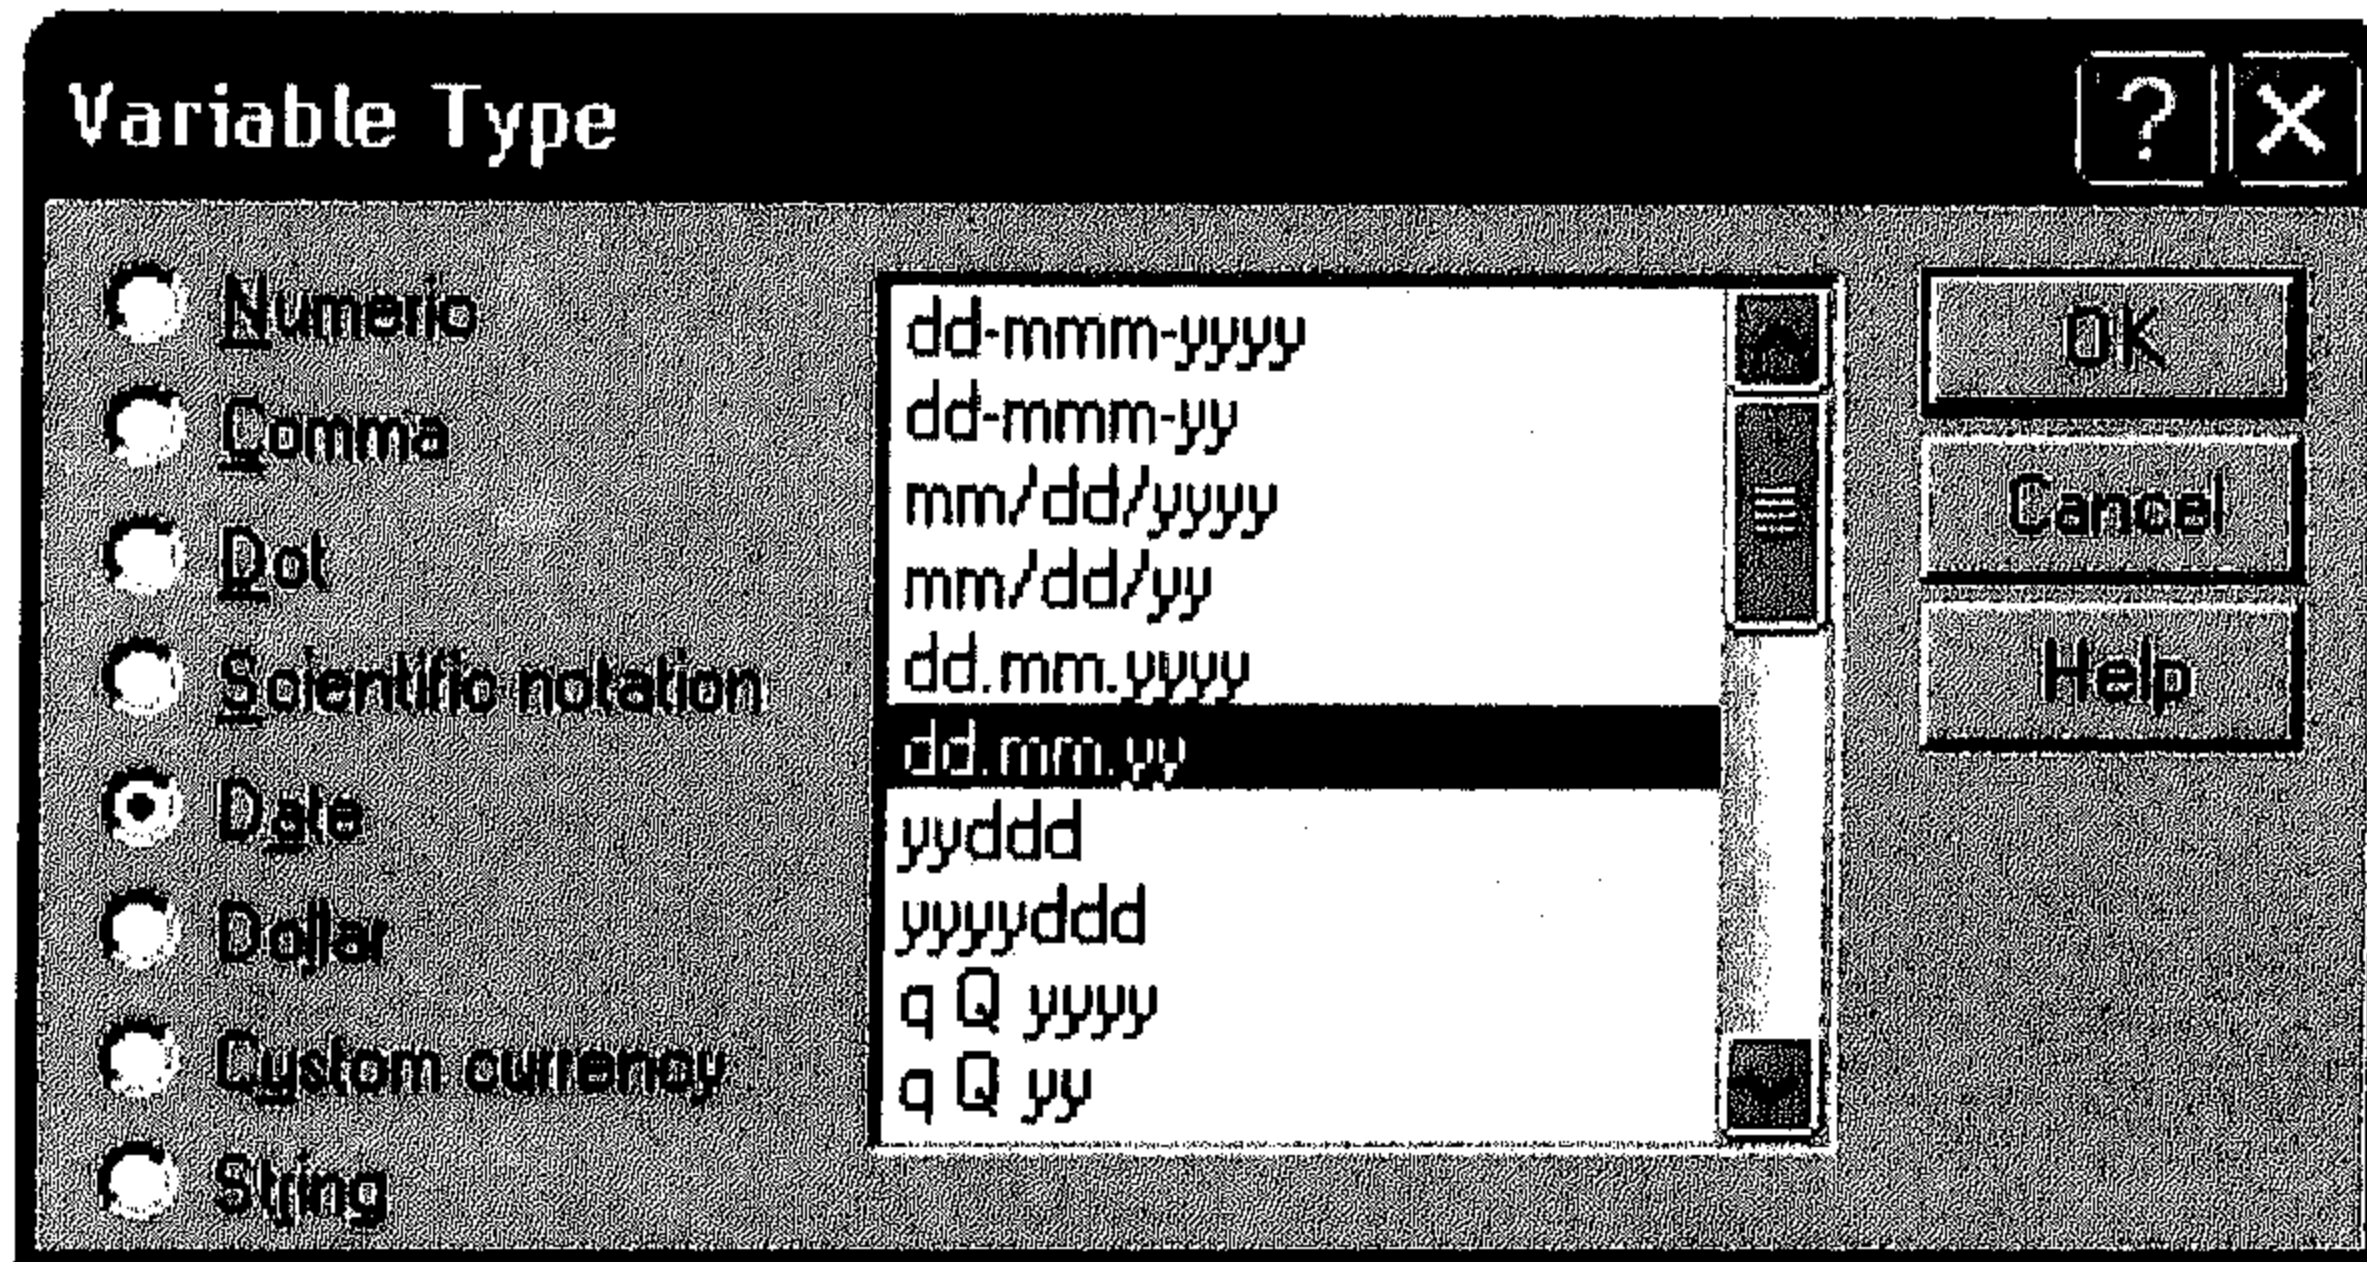 Variable Type
Numeric
Comma
Dot
Scientific notation
Date
Dollar
Custom currency
String
dd-mmm-yyyy
dd-mmm-yy
mm/dd/yyyy
mm/dd/yy
dd.mm.yyyy
dd.mm.yy
yyddd
yyyyddd
q Q yyyy
q Q yy
OK
Cancel
Help